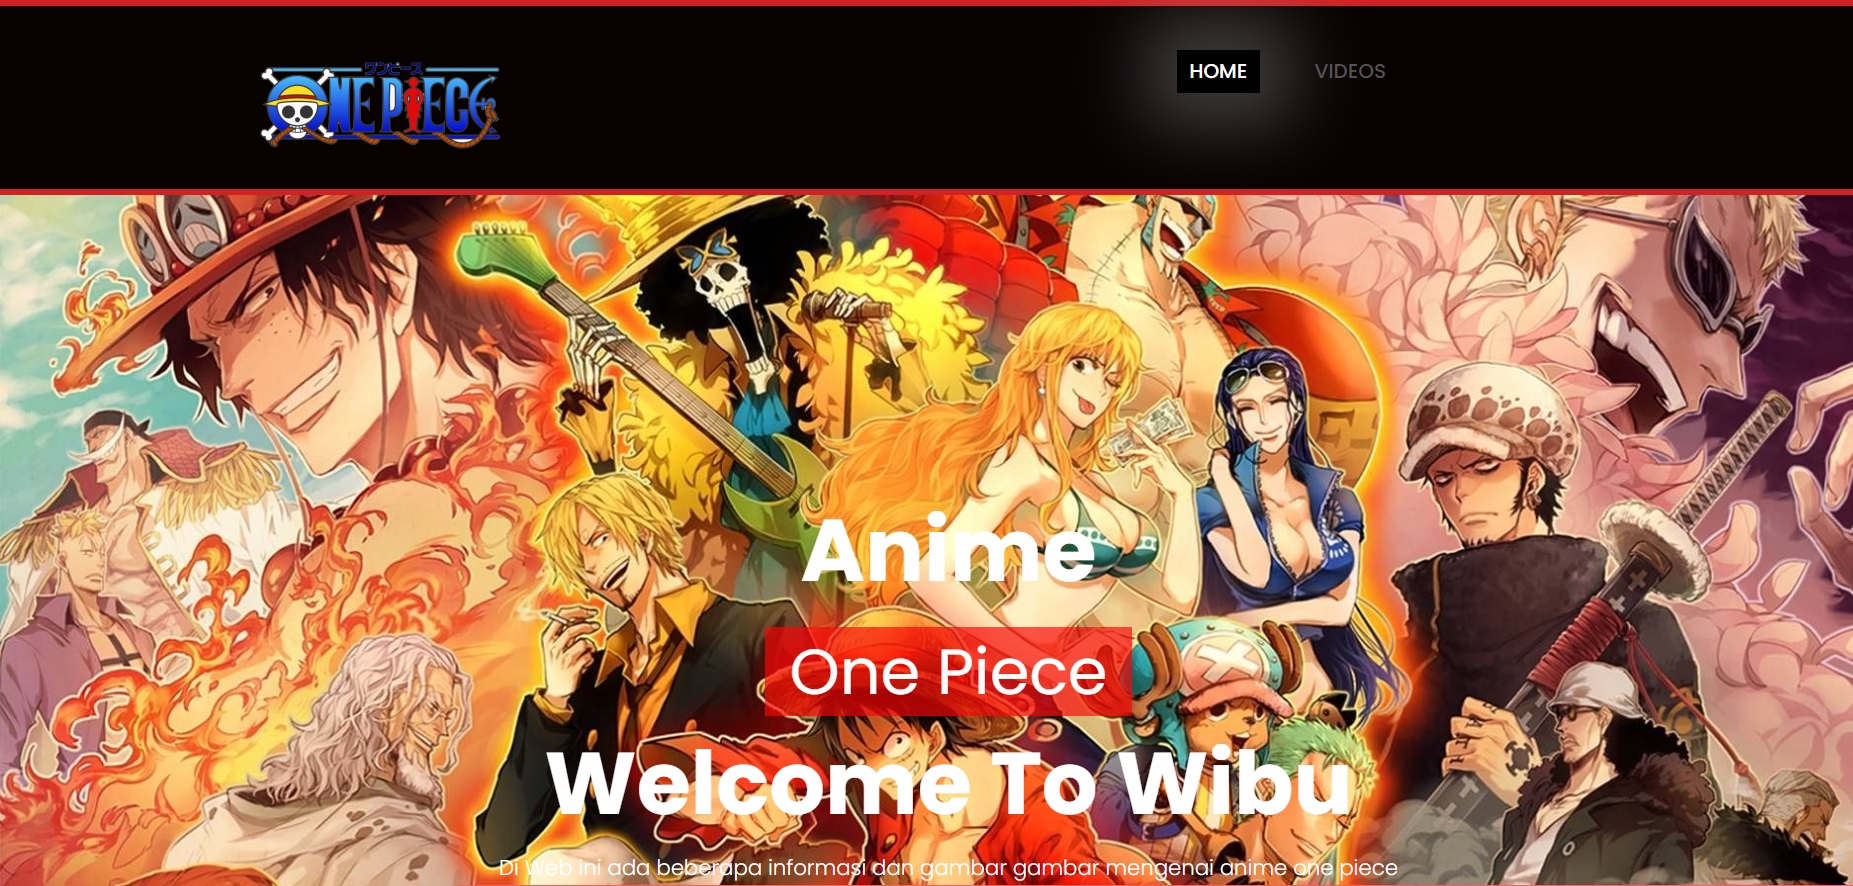 ワンピース
ONE PIECE
HOME
VIDEOS
Anime
One Piece
Welcome To Wibu
Di Web ini ada beberapa informasi dan gambar gambar mengenai anime one piece